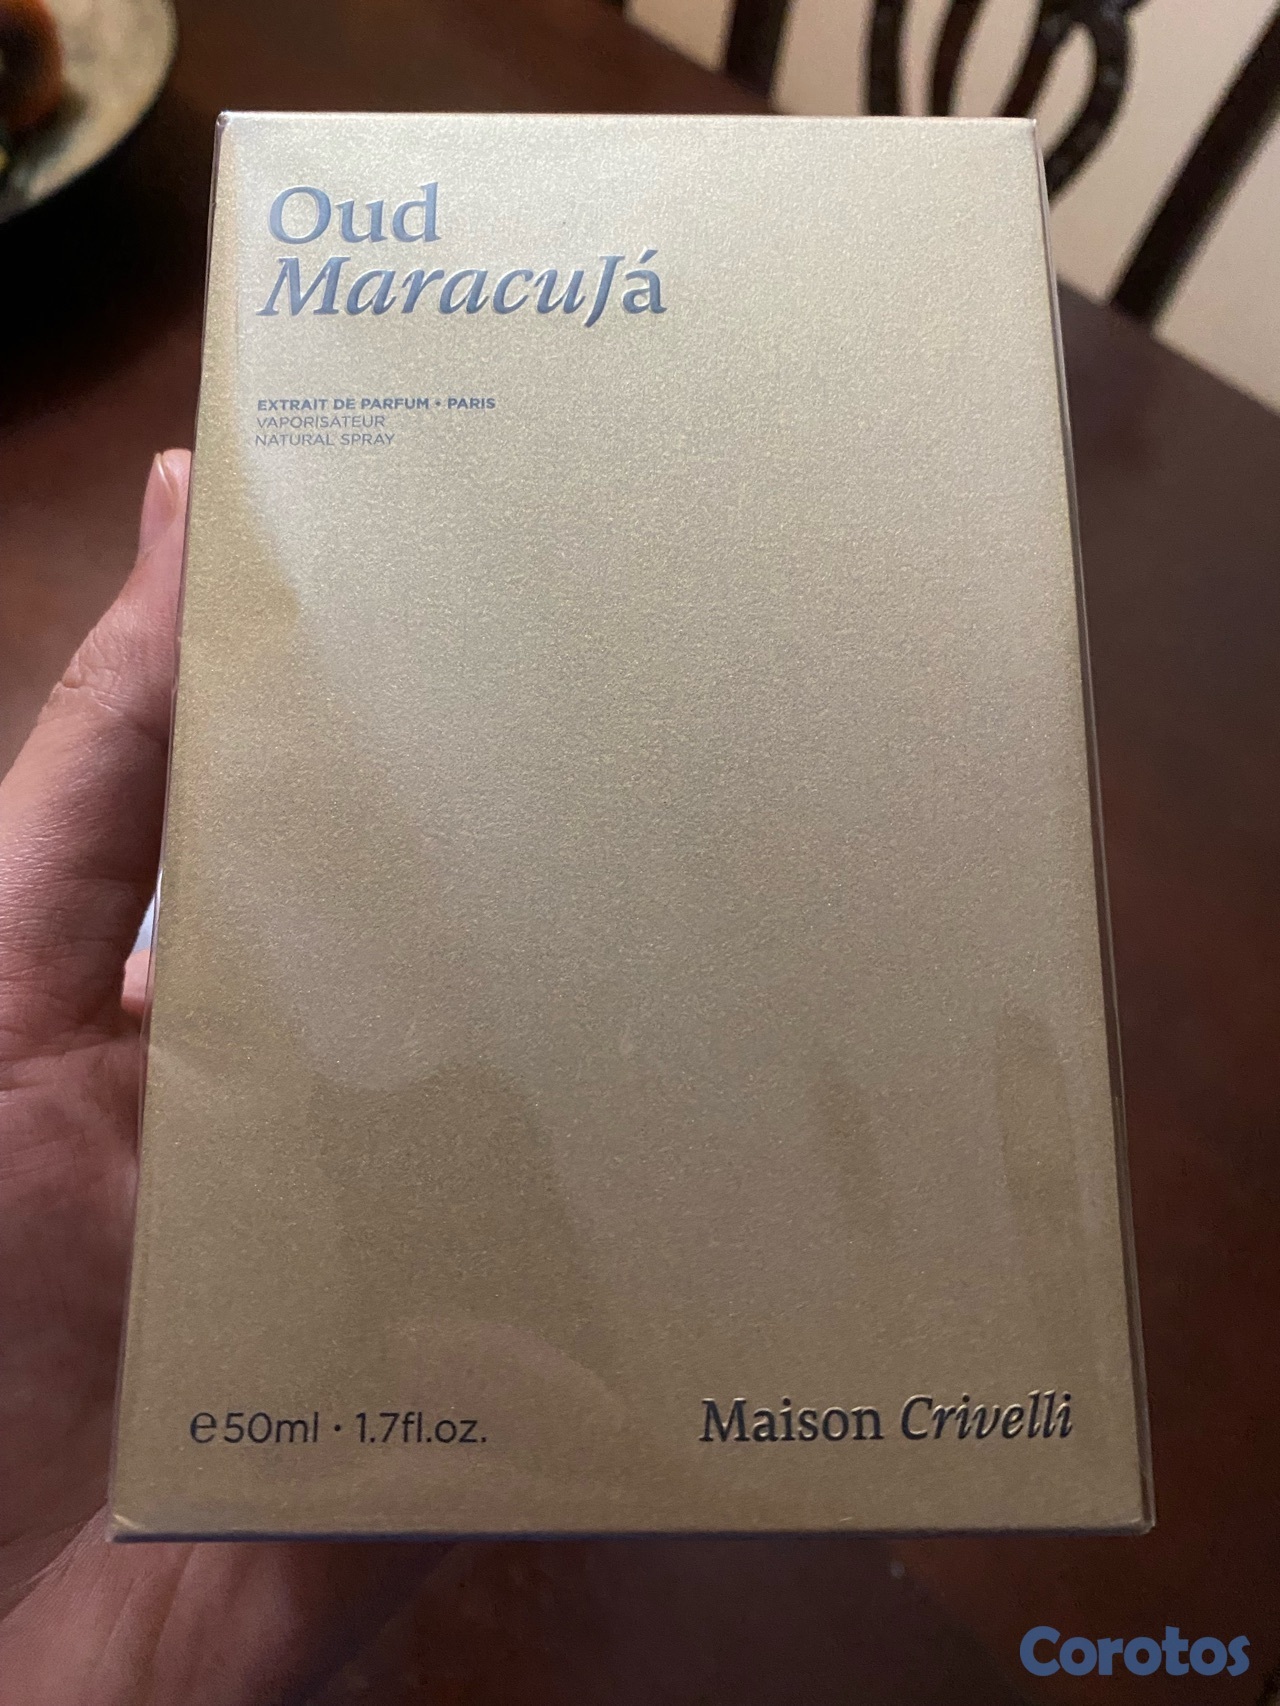 Oud
MaracuJá
EXTRAIT DE PARFUM • PARIS
VAPORISATEUR
NATURAL SPRAY
℮50ml · 1.7fl.oz.
Maison Crivelli
Corotos